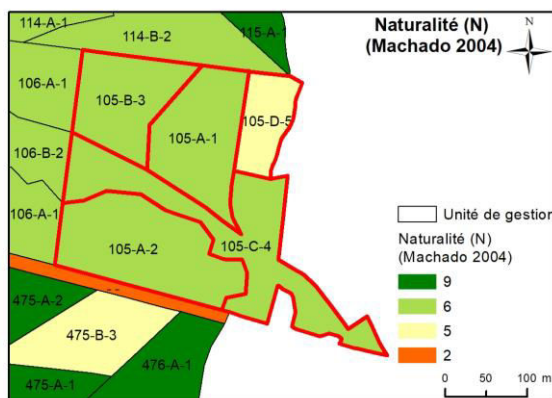 Naturalité (N)
(Machado 2004)
N
114-A-1
114-B-2
115-A-1
106-A-1
105-B-3
105-A-1
105-D-5
106-B-2
106-A-1
105-A-2
105-C-4
475-A-2
475-B-3
476-A-1
475-A-1
Unité de gestion
Naturalité (N)
(Machado 2004)
9
6
5
2
0 50 100 m